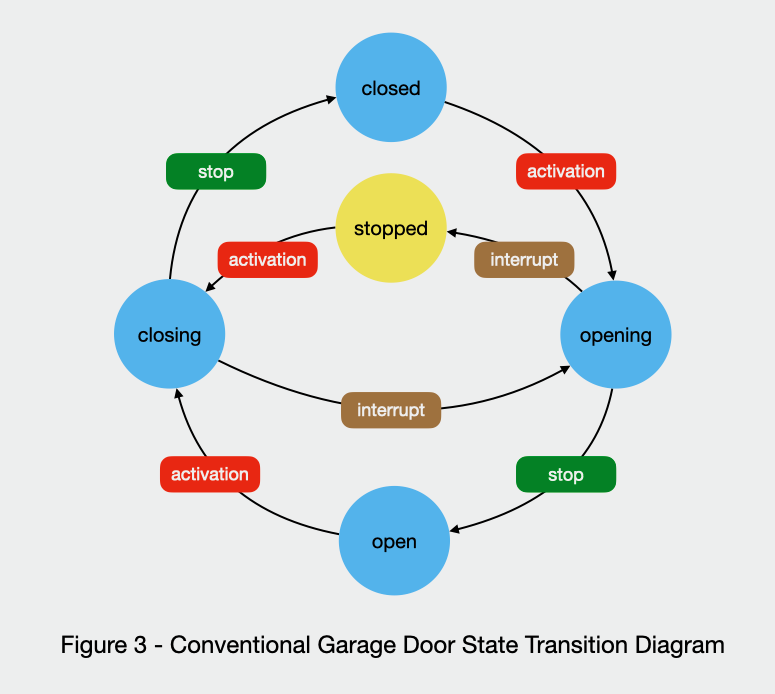 closed
stop
activation
stopped
activation
interrupt
closing
opening
interrupt
activation
stop
open
Figure 3 - Conventional Garage Door State Transition Diagram